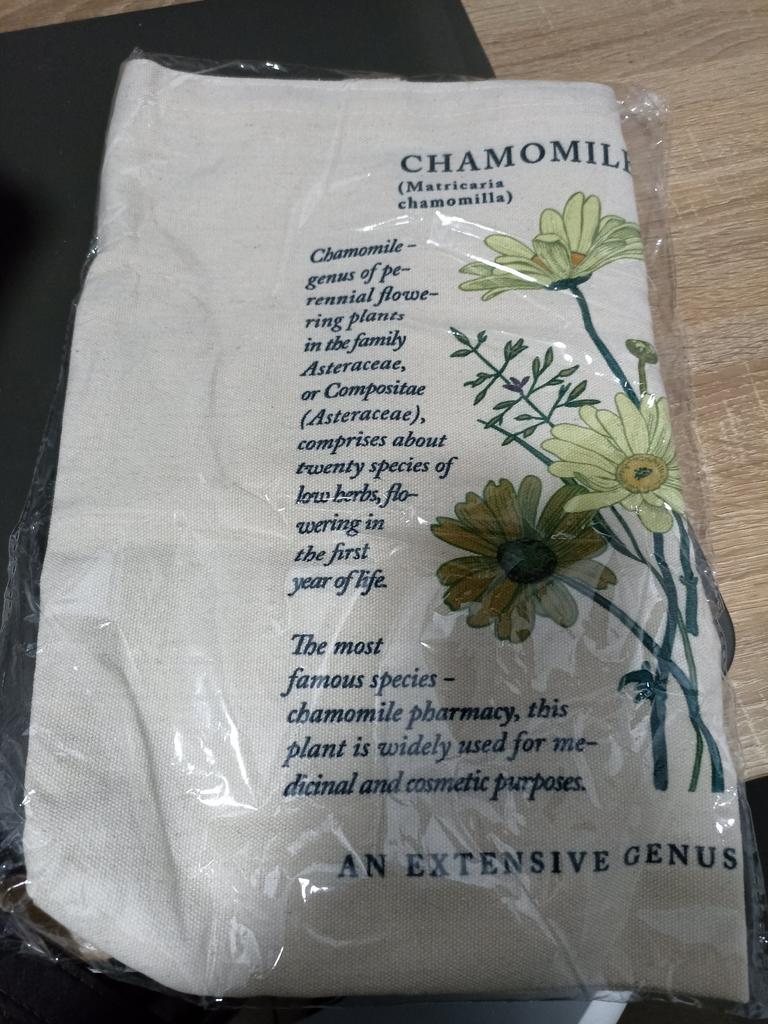 CHAMOMILE
(Matricaria
chamomilla)
Chamomile –
genus of pe–
rennial flowe–
ring plants
in the family
Asteraceae,
or Compositae
(Asteraceae),
comprises about
twenty species of
low herbs, flo–
wering in
the first
year of life.
The most
famous species –
chamomile pharmacy, this
plant is widely used for me–
dicinal and cosmetic purposes.
AN EXTENSIVE GENUS